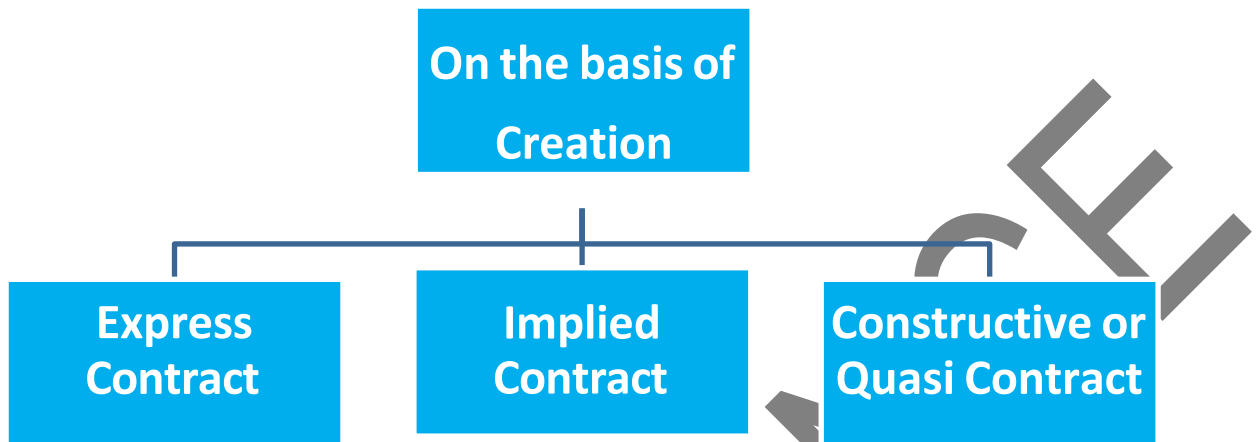 On the basis of
Creation
Express
Contract
Implied
Contract
Constructive or
Quasi Contract